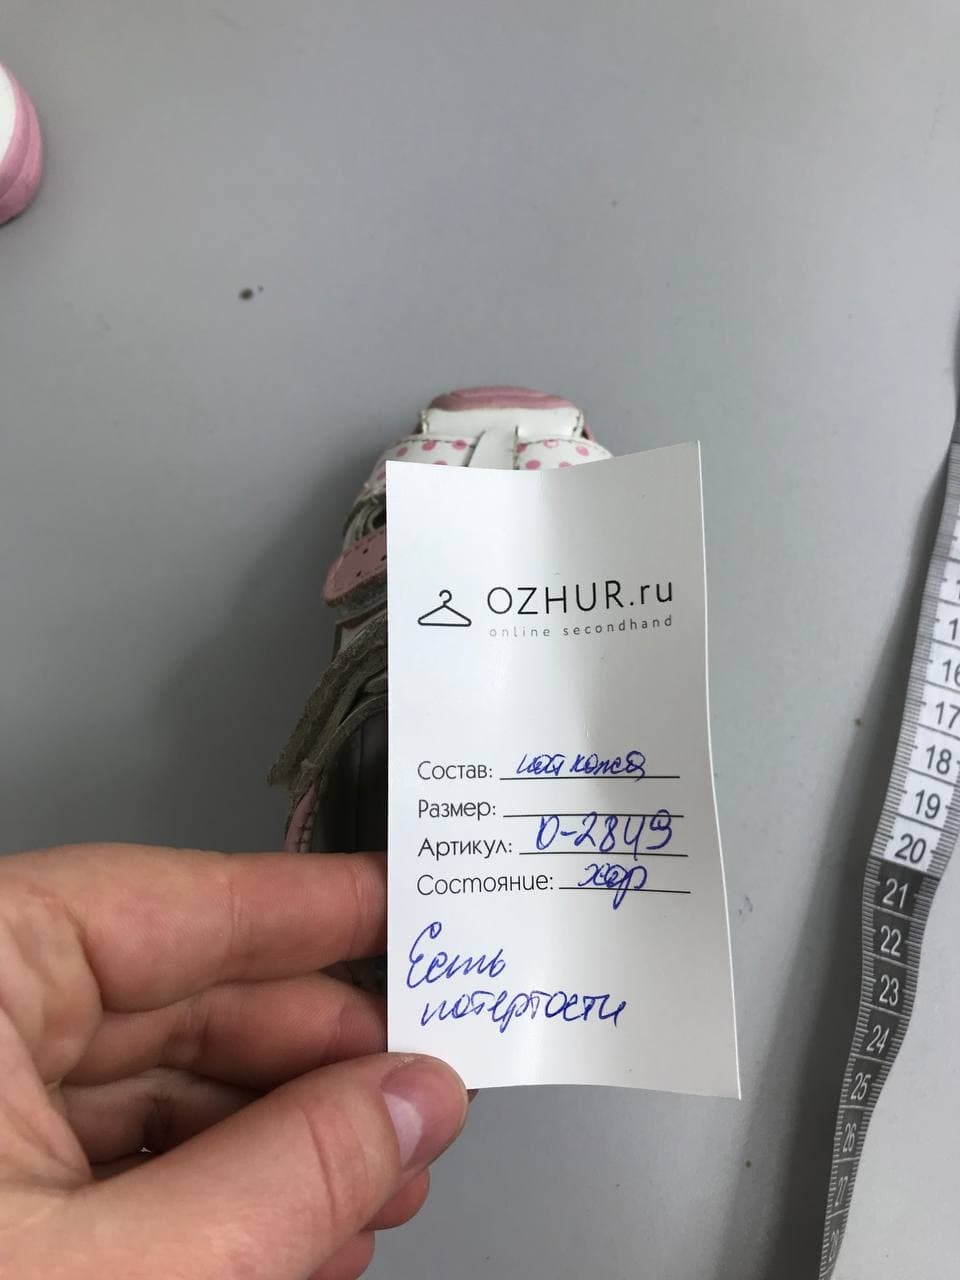 OZHUR.ru
online secondhand
Состав: нат кожа
Размер:
Артикул: О-2849
Состояние: хор
Есть
потертости
16
17
18
19
20
21
22
23
24
25
26
27